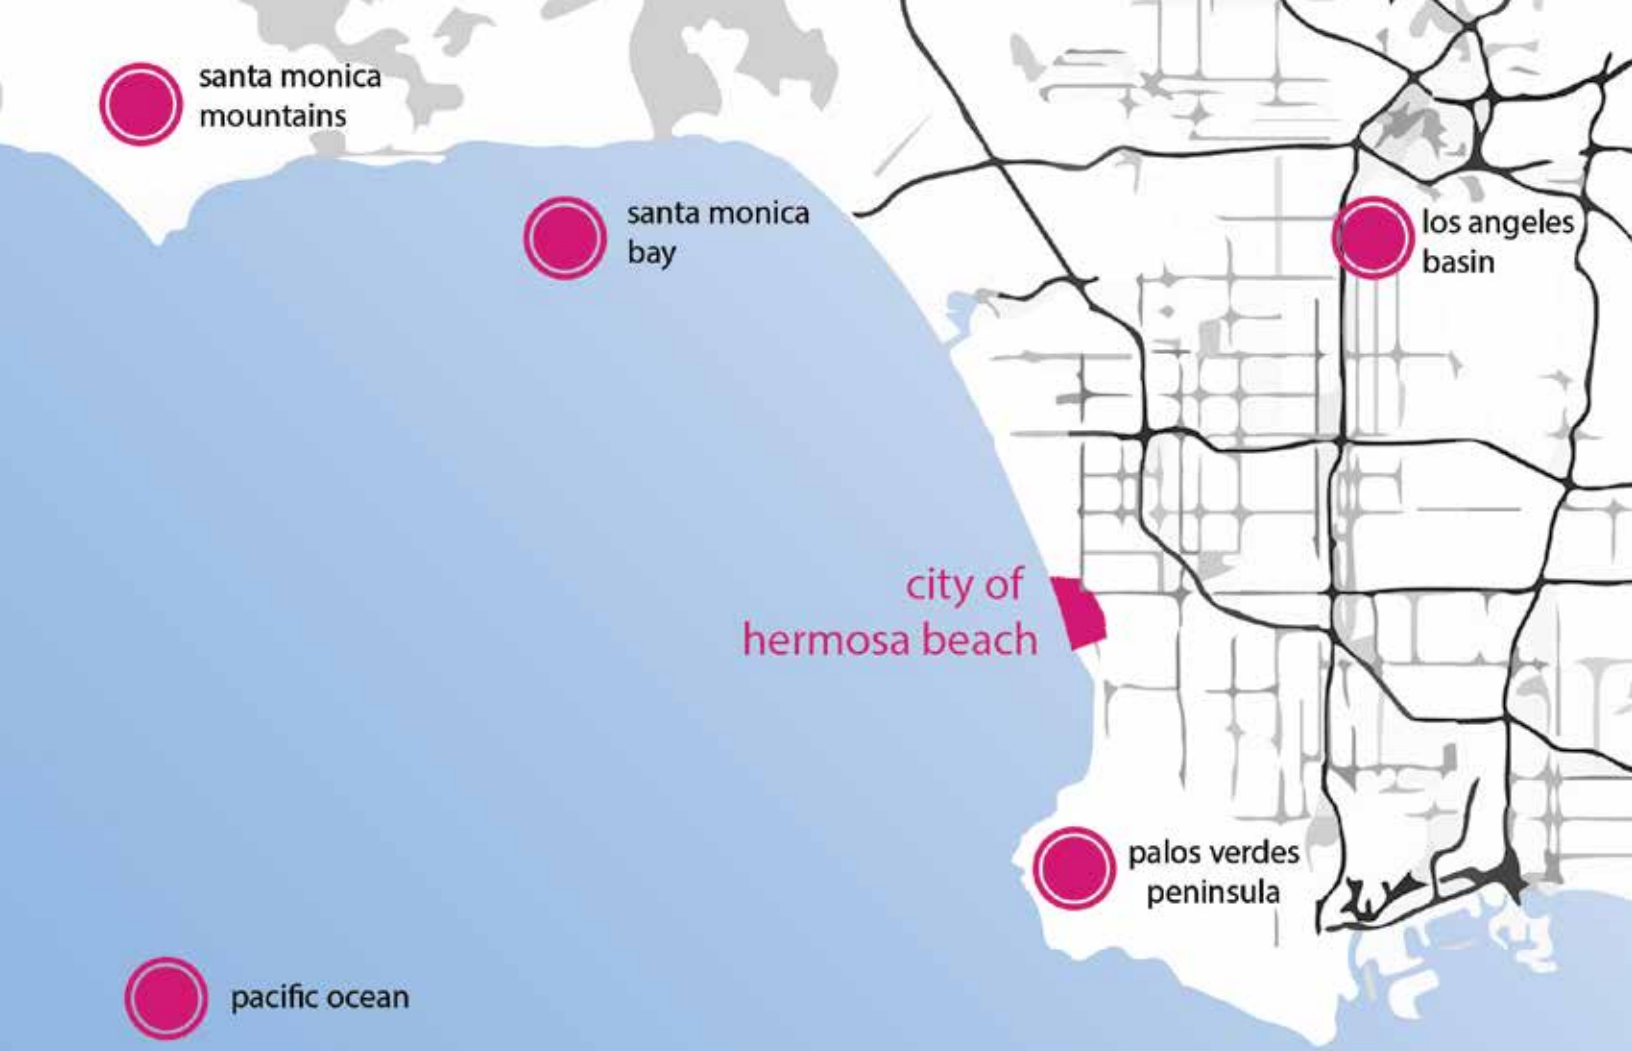 santa monica
mountains
santa monica
bay
los angeles
basin
city of
hermosa beach
palos verdes
peninsula
pacific ocean